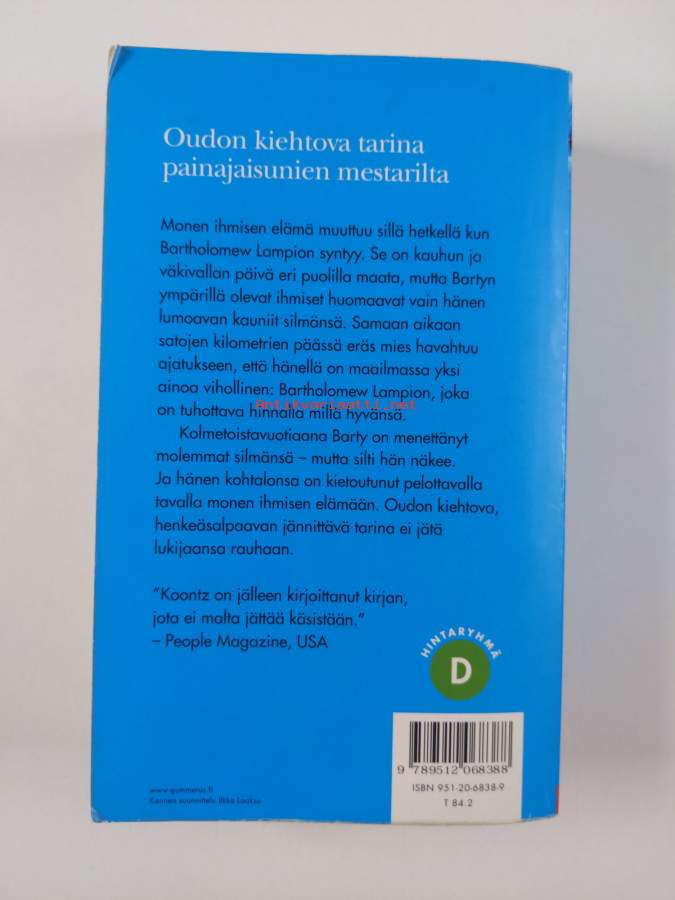 Oudon kiehtova tarina
painajaisunien mestarilta
Monen ihmisen elämä muuttuu sillä hetkellä kun
Bartholomew Lampion syntyy. Se on kauhun ja
väkivallan päivä eri puolilla maata, mutta Bartyn
ympärillä olevat ihmiset huomaavat vain hänen
lumoavan kauniit silmänsä. Samaan aikaan
satojen kilometrien päässä eräs mies havahtuu
ajatukseen, että hänellä on maailmassa yksi
ainoa vihollinen: Bartholomew Lampion, joka
on tuhottava hinnalla millä hyvänsä.
Antikvariaatti.net
Kolmetoistavuotiaana Barty on menettänyt
molemmat silmänsä – mutta silti hän näkee.
Ja hänen kohtalonsa on kietoutunut pelottavalla
tavalla monen ihmisen elämään. Oudon kiehtova,
henkeäsalpaavan jännittävä tarina ei jätä
lukijaansa rauhaan.
”Koontz on jälleen kirjoittanut kirjan,
jota ei malta jättää käsistään.”
– People Magazine, USA
HINTARYHMÄ
D
9 789512 068388
ISBN 951-20-6838-9
T 84.2
www.gummerus.fi
Kannen suunnittelu Ilkka Laakso